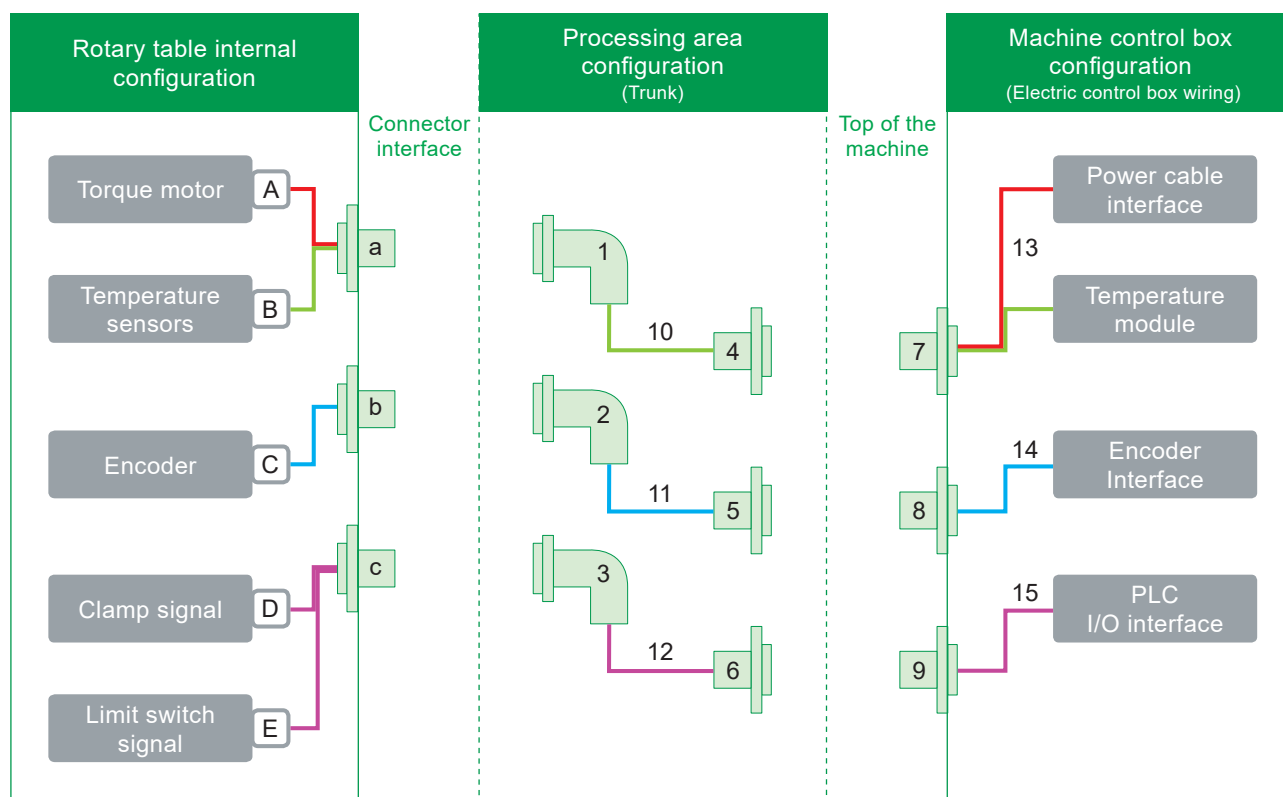 Rotary table internal
configuration
Processing area
configuration
(Trunk)
Machine control box
configuration
(Electric control box wiring)
Connector
interface
Top of the
machine
Torque motor
A
Temperature
sensors
B
a
Encoder
C
b
Clamp signal
D
c
Limit switch
signal
E
1
10
4
2
11
5
3
12
6
Power cable
interface
13
Temperature
module
7
14
Encoder
Interface
8
15
PLC
I/O interface
9